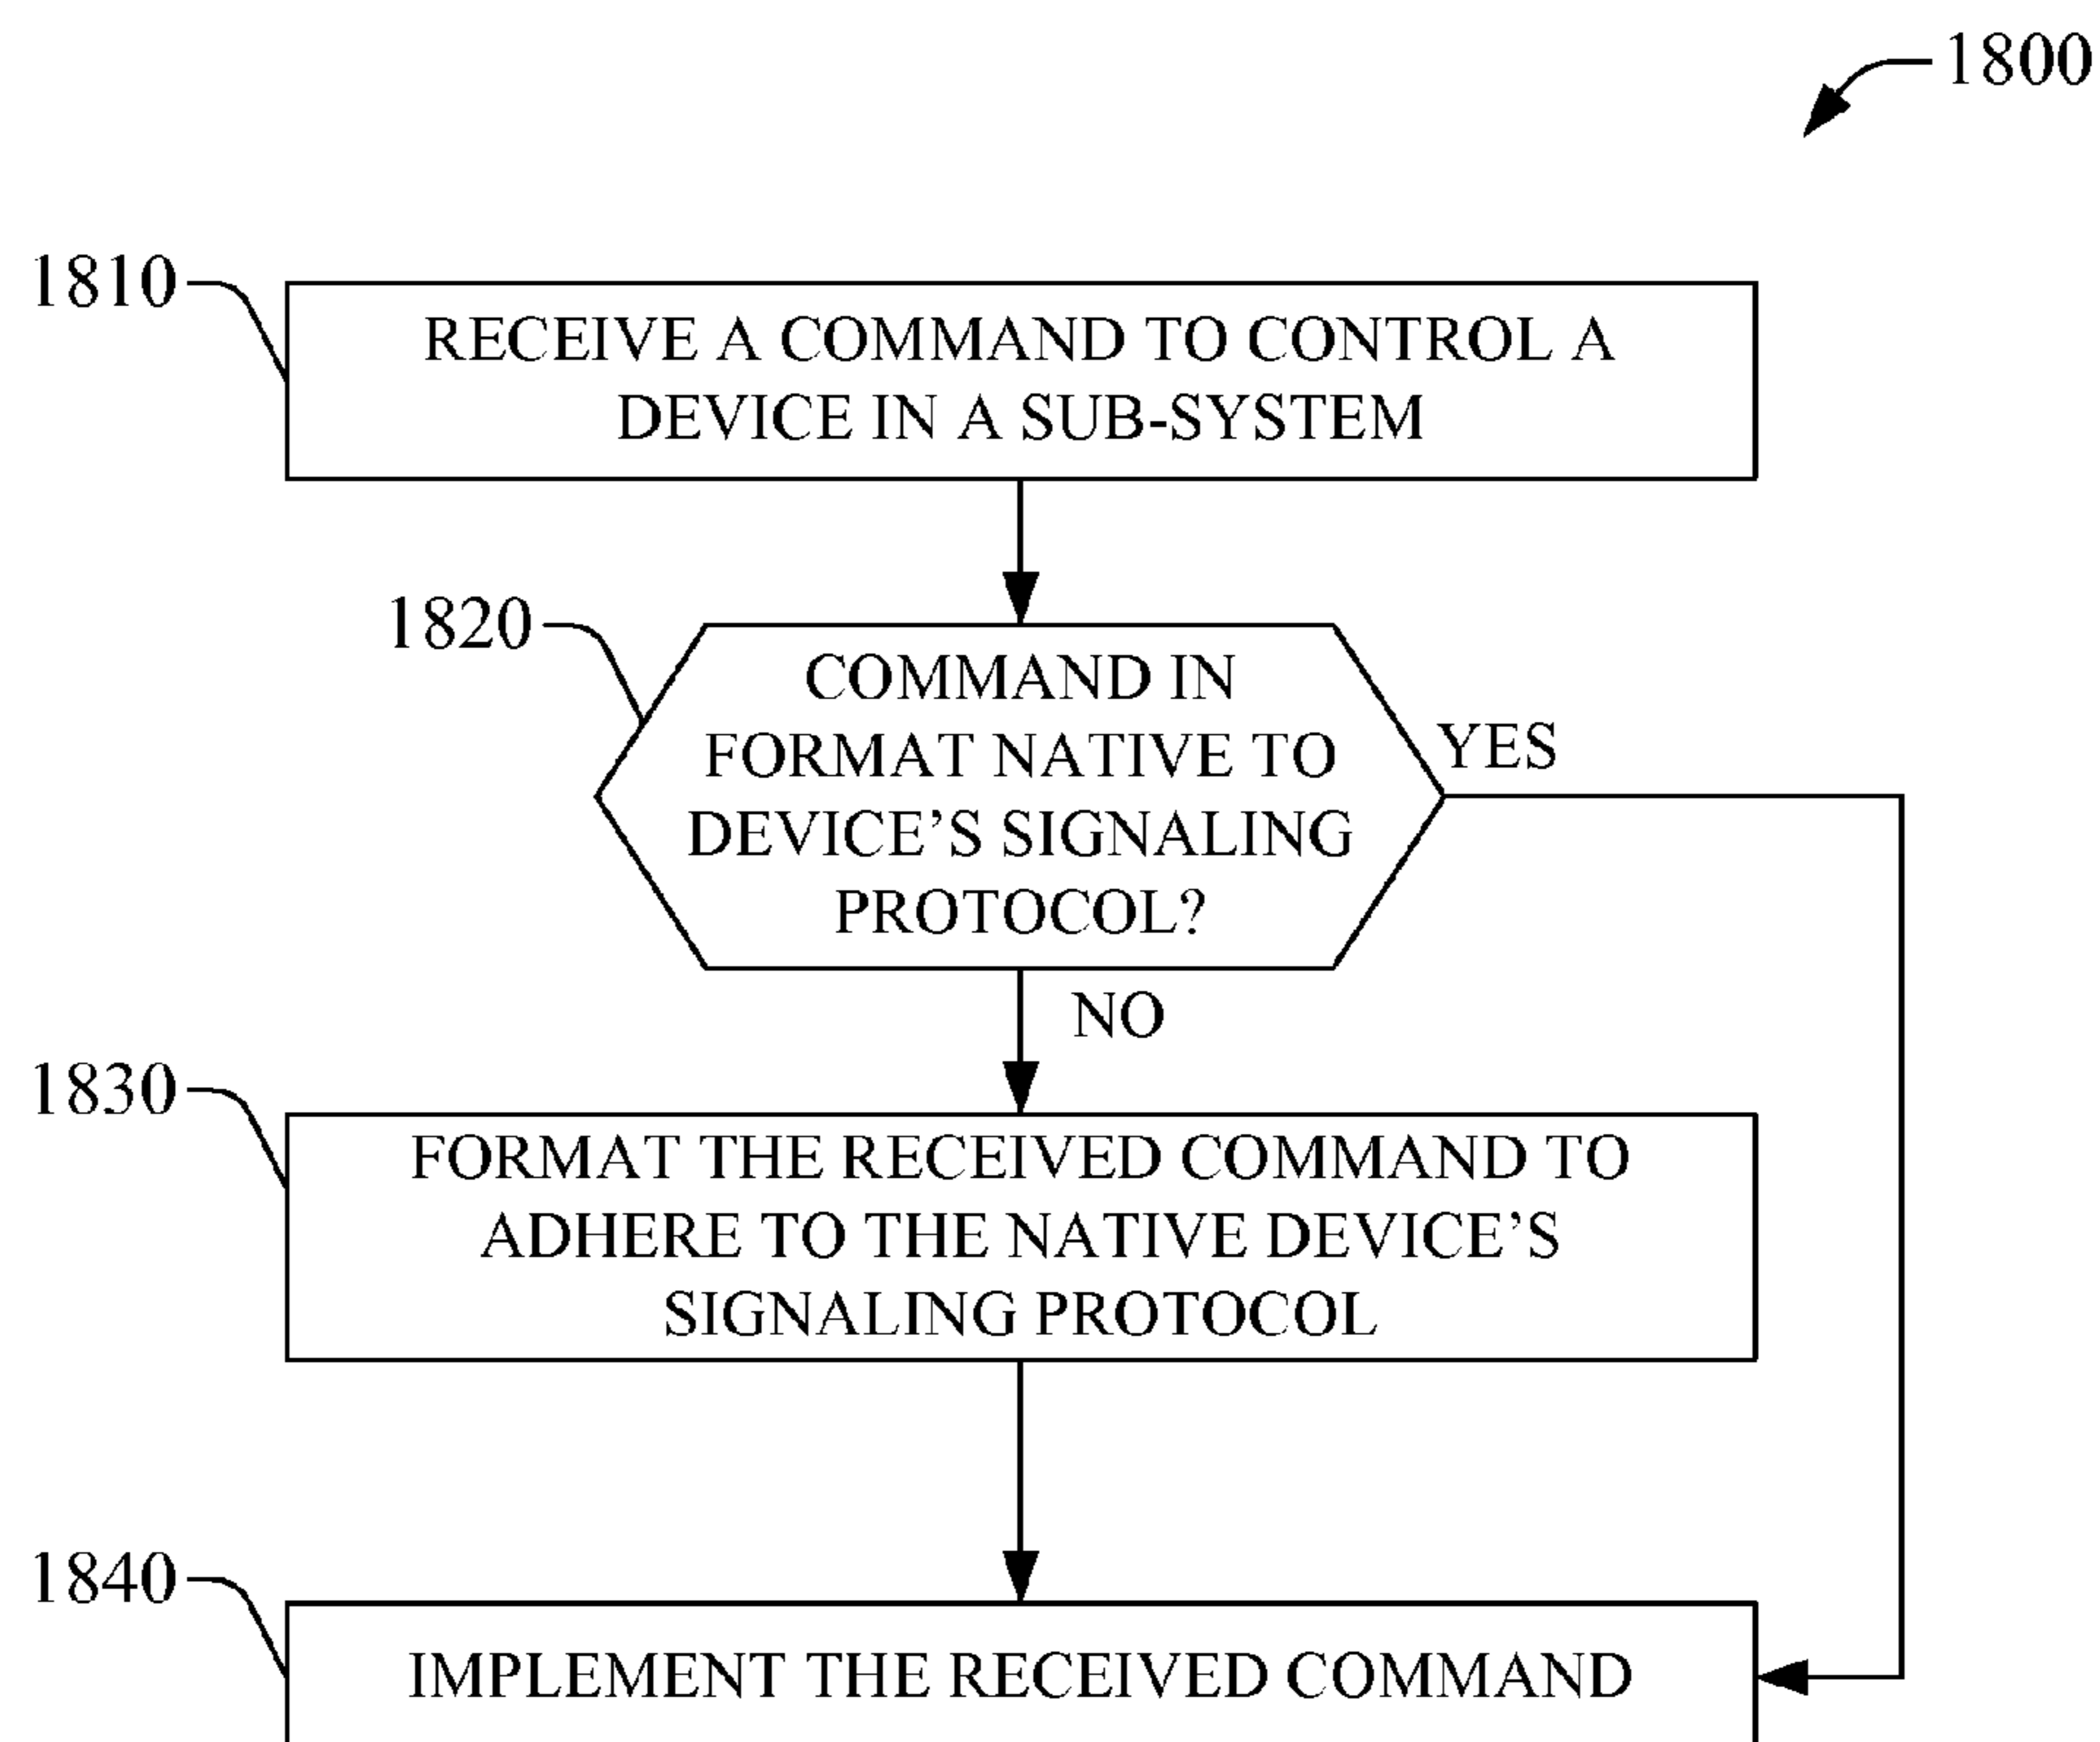 1800
1810
RECEIVE A COMMAND TO CONTROL A
DEVICE IN A SUB-SYSTEM
1820
COMMAND IN
FORMAT NATIVE TO
DEVICE’S SIGNALING
PROTOCOL?
YES
NO
1830
FORMAT THE RECEIVED COMMAND TO
ADHERE TO THE NATIVE DEVICE’S
SIGNALING PROTOCOL
1840
IMPLEMENT THE RECEIVED COMMAND